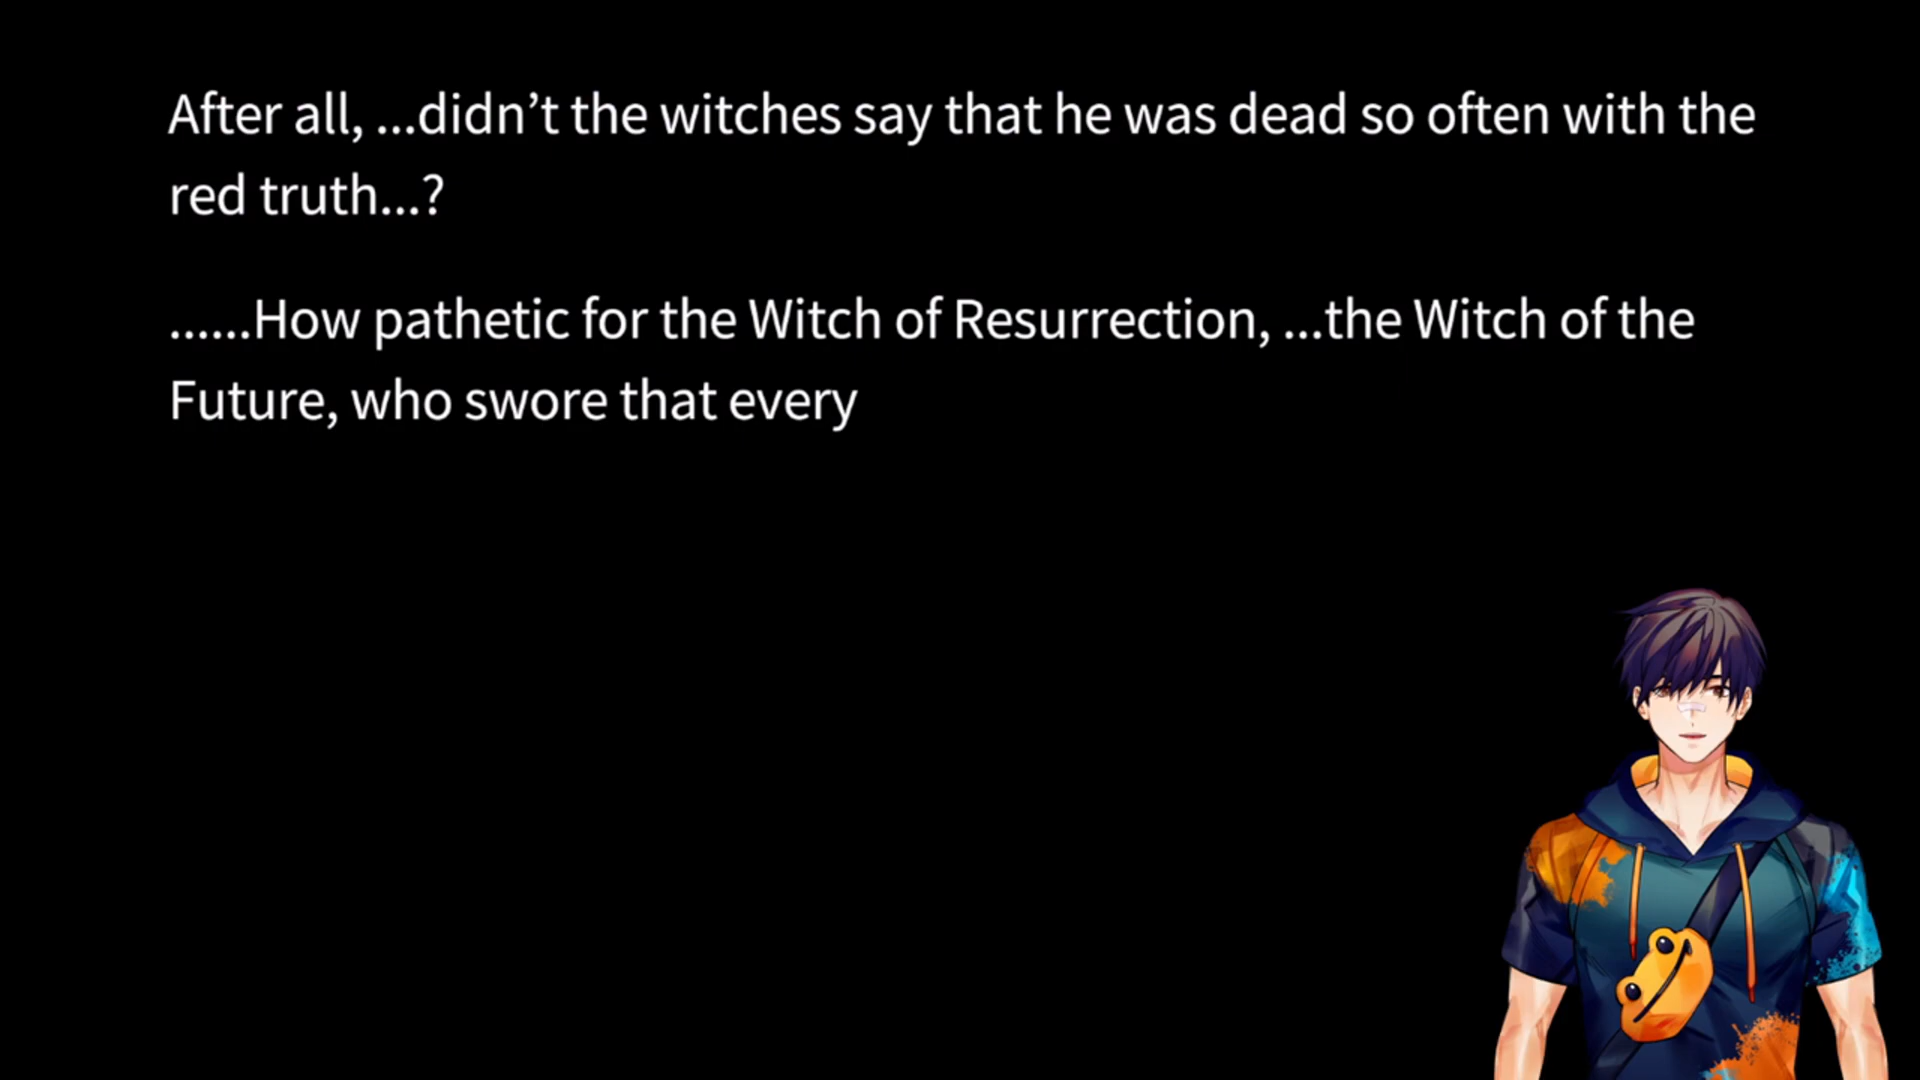 After all, ...didn’t the witches say that he was dead so often with the
red truth...?
......How pathetic for the Witch of Resurrection, ...the Witch of the
Future, who swore that every